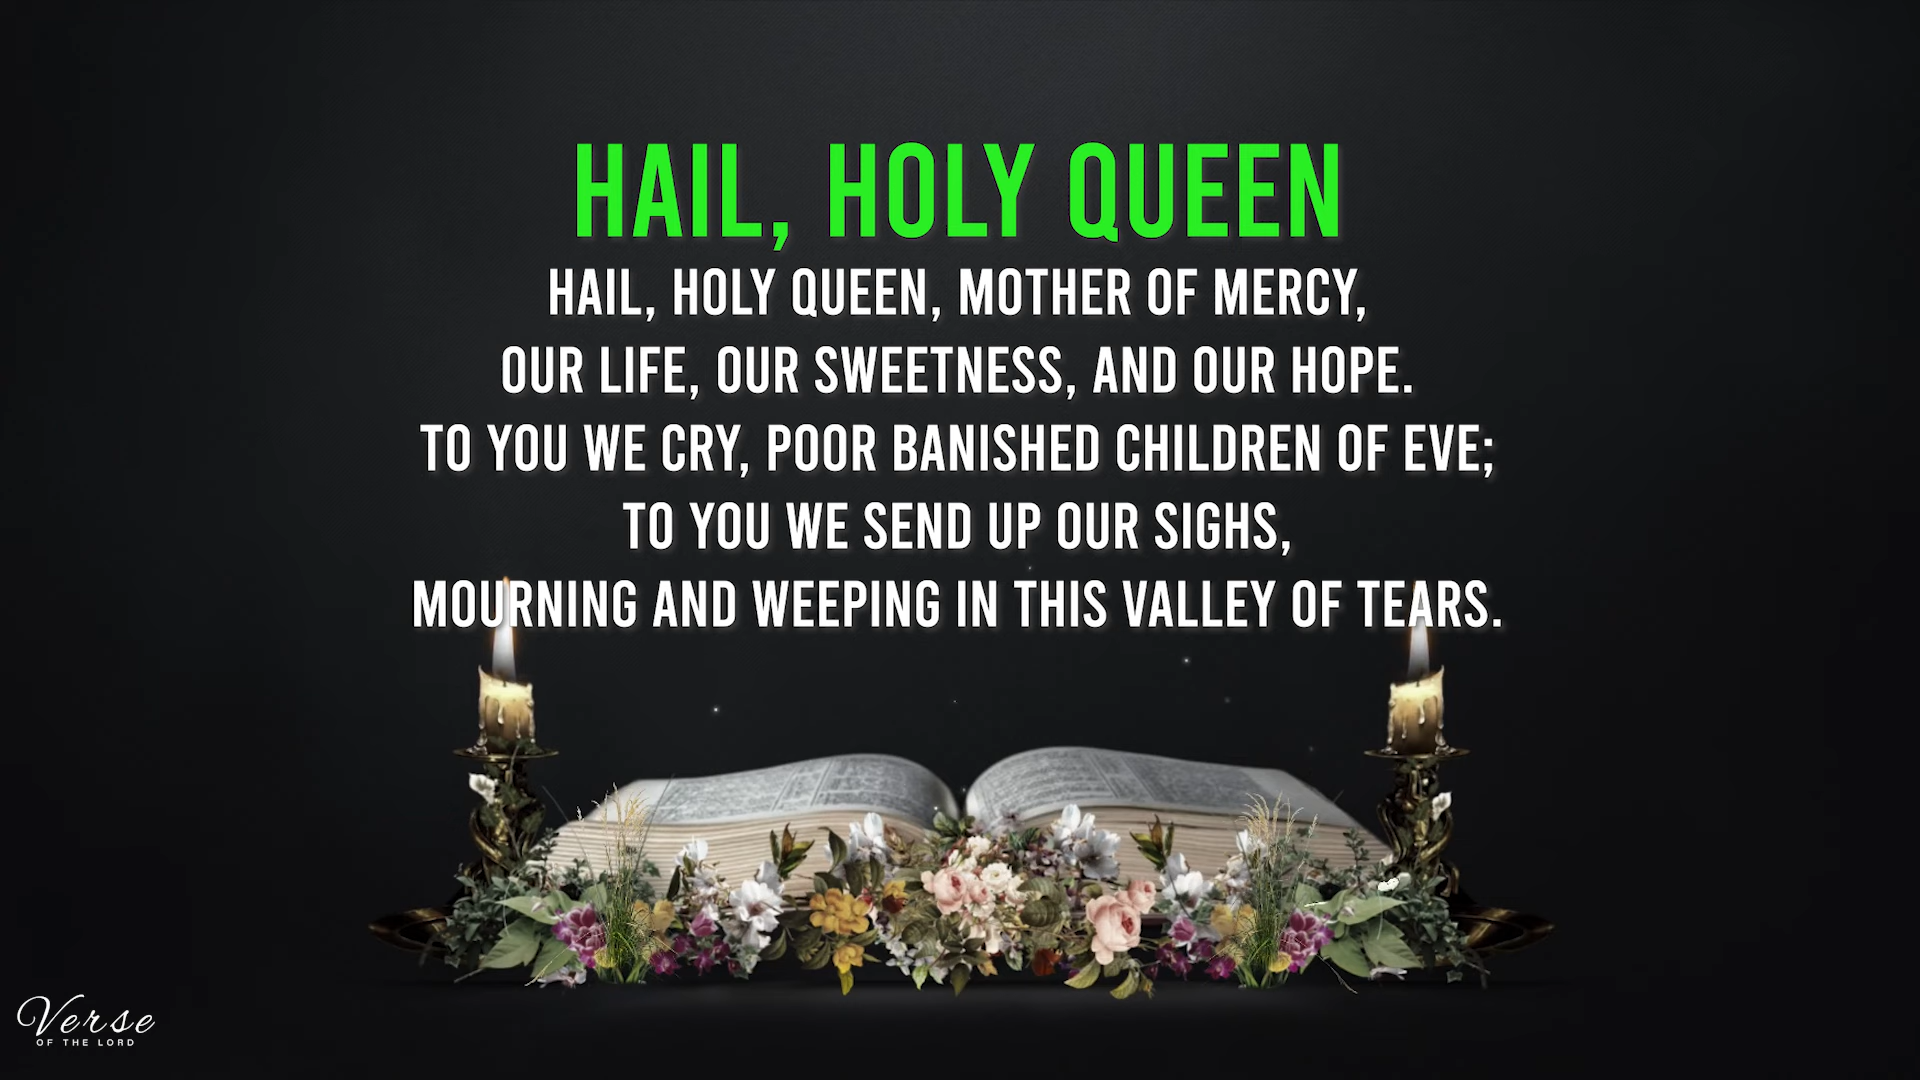 HAIL, HOLY QUEEN
HAIL, HOLY QUEEN, MOTHER OF MERCY,
OUR LIFE, OUR SWEETNESS, AND OUR HOPE.
TO YOU WE CRY, POOR BANISHED CHILDREN OF EVE;
TO YOU WE SEND UP OUR SIGHS,
MOURNING AND WEEPING IN THIS VALLEY OF TEARS.
Verse
OF THE LORD